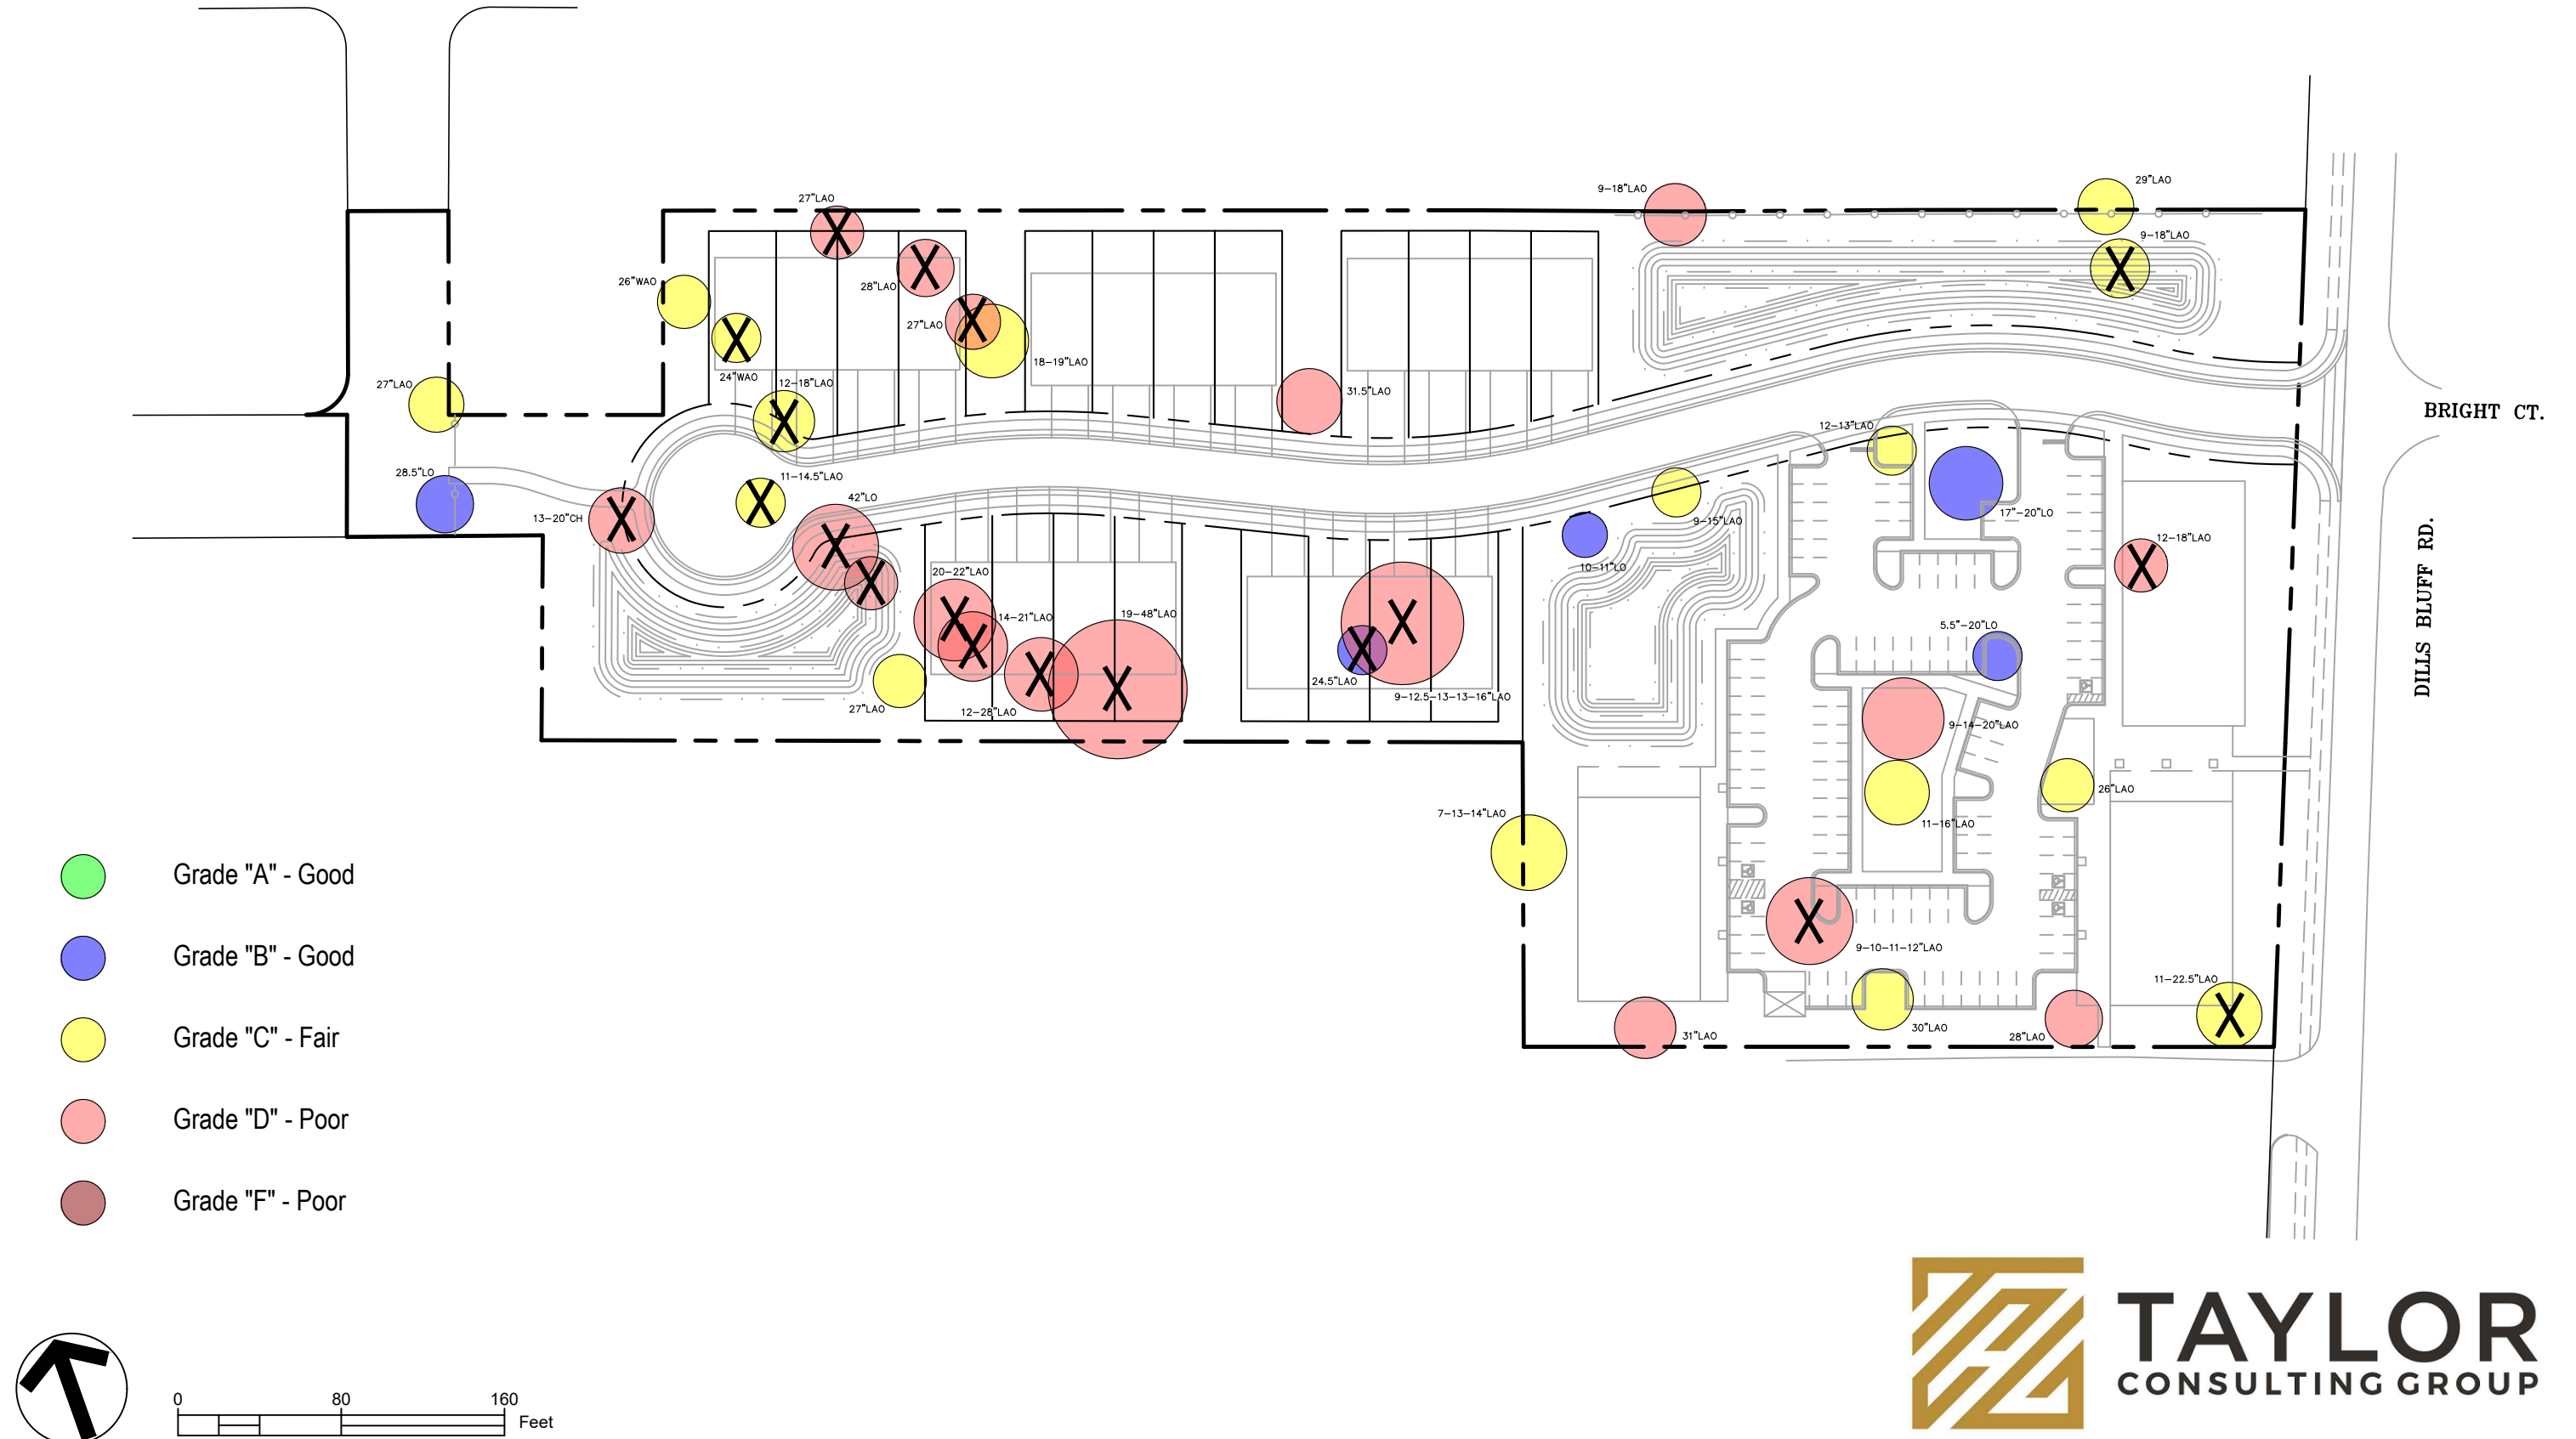 29"LAO
9-18"LAO
27"LAO
9-18"LAO
26"WAO
28"LAO
27"LAO
18-19"LAO
24"WAO
27"LAO
12-18"LAO
31.5"LAO
BRIGHT CT.
12-13"LAO
28.5"LO
11-14.5"LAO
42"LO
13-20"CH
9-15"LAO
17"-20"LO
12-18"LAO
10-11"LO
20-22"LAO
14-21"LAO
19-48"LAO
5.5"-20"LO
DILLS BLUFF RD.
24.5"LAO
9-12.5-13-13-16"LAO
27"LAO
12-28"LAO
9-14-20"LAO
26"LAO
7-13-14"LAO
11-16"LAO
9-10-11-12"LAO
11-22.5"LAO
30"LAO
31"LAO
28"LAO
Grade "A" - Good
Grade "B" - Good
Grade "C" - Fair
Grade "D" - Poor
Grade "F" - Poor
0 80 160
Feet
TAYLOR
CONSULTING GROUP